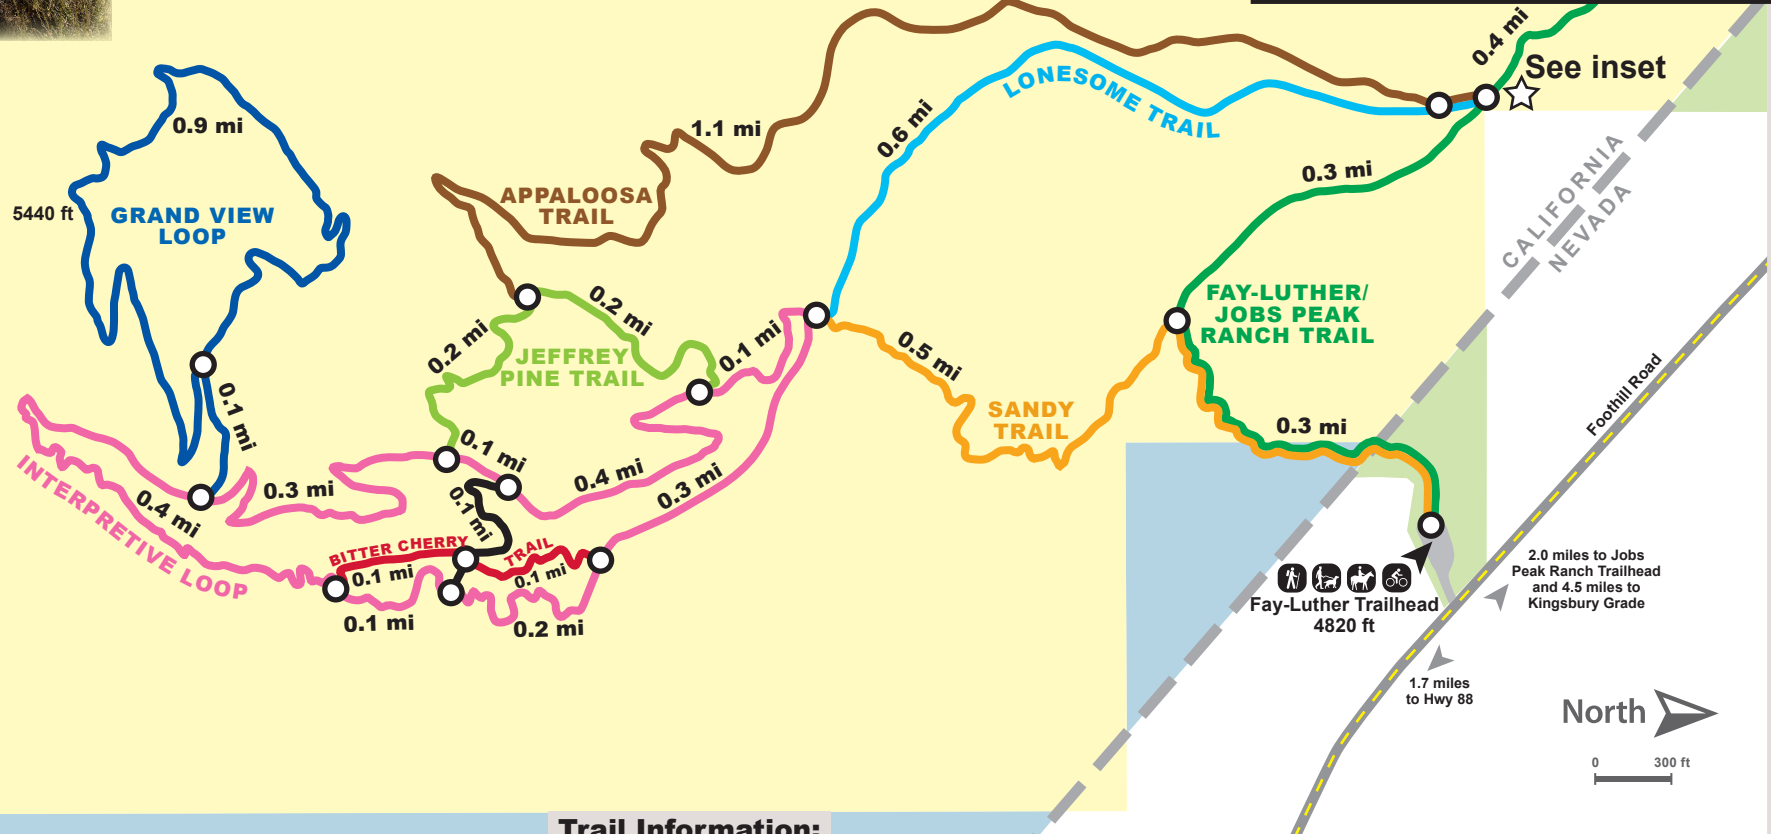 0.4 mi
See inset
0.9 mi
1.1 mi
0.6 mi
LONESOME TRAIL
0.3 mi
CALIFORNIA
NEVADA
5440 ft
GRAND VIEW
LOOP
APPALOOSA
TRAIL
0.2 mi
0.2 mi
JEFFREY
PINE TRAIL
0.1 mi
0.5 mi
FAY-LUTHER/
JOBS PEAK
RANCH TRAIL
0.1 mi
SANDY
TRAIL
0.3 mi
Foothill Road
0.1 mi
0.4 mi
0.3 mi
0.3 mi
0.4 mi
INTERPRETIVE LOOP
0.1 mi
BITTER CHERRY TRAIL
0.1 mi
0.1 mi
0.1 mi
0.2 mi
Fay-Luther Trailhead
4820 ft
2.0 miles to Jobs
Peak Ranch Trailhead
and 4.5 miles to
Kingsbury Grade
1.7 miles
to Hwy 88
North
0 300 ft
Trail Information: